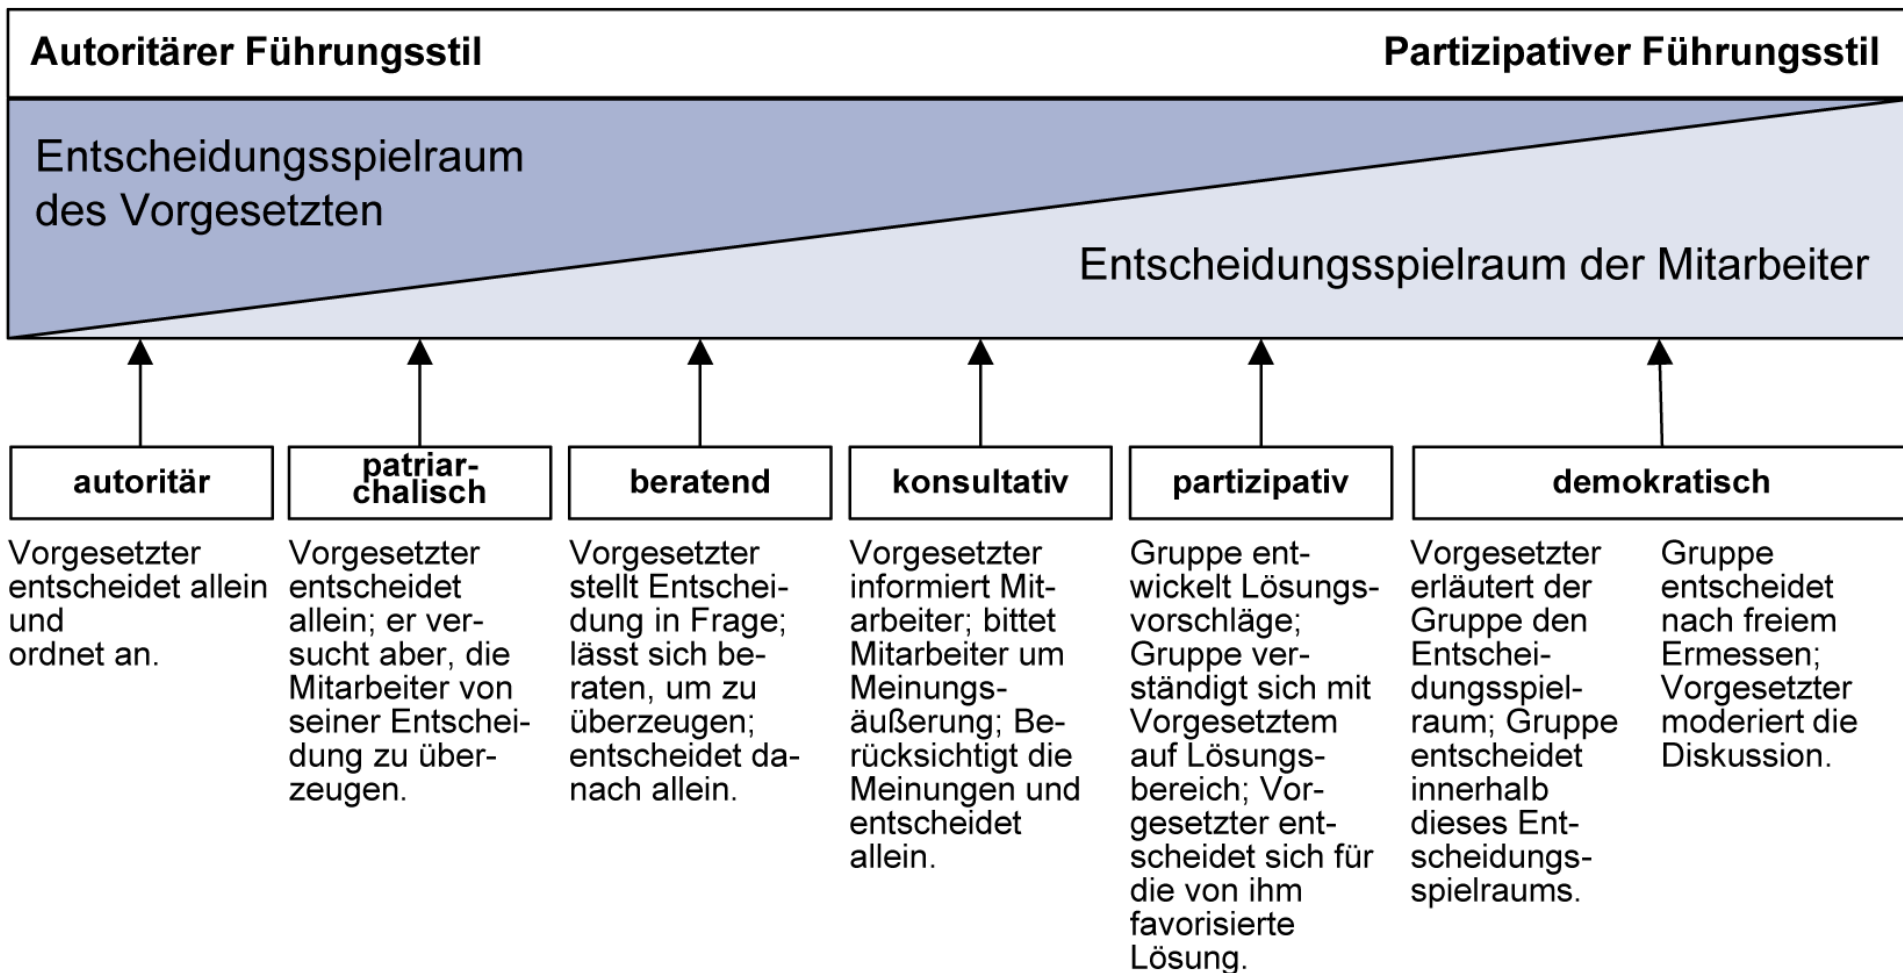 Autoritärer Führungsstil
Partizipativer Führungsstil
Entscheidungsspielraum
des Vorgesetzten
Entscheidungsspielraum der Mitarbeiter
autoritär
patriar-
chalisch
beratend
konsultativ
partizipativ
demokratisch
Vorgesetzter
entscheidet allein
und
ordnet an.
Vorgesetzter
entscheidet
allein; er ver-
sucht aber, die
Mitarbeiter von
seiner Entschei-
dung zu über-
zeugen.
Vorgesetzter
stellt Entschei-
dung in Frage;
lässt sich be-
raten, um zu
überzeugen;
entscheidet da-
nach allein.
Vorgesetzter
informiert Mit-
arbeiter; bittet
Mitarbeiter um
Meinungs-
äußerung; Be-
rücksichtigt die
Meinungen und
entscheidet
allein.
Gruppe ent-
wickelt Lösungs-
vorschläge;
Gruppe ver-
ständigt sich mit
Vorgesetztem
auf Lösungs-
bereich; Vor-
gesetzter ent-
scheidet sich für
die von ihm
favorisierte
Lösung.
Vorgesetzter
erläutert der
Gruppe den
Entschei-
dungsspiel-
raum; Gruppe
entscheidet
innerhalb
dieses Ent-
scheidungs-
spielraums.
Gruppe
entscheidet
nach freiem
Ermessen;
Vorgesetzter
moderiert die
Diskussion.